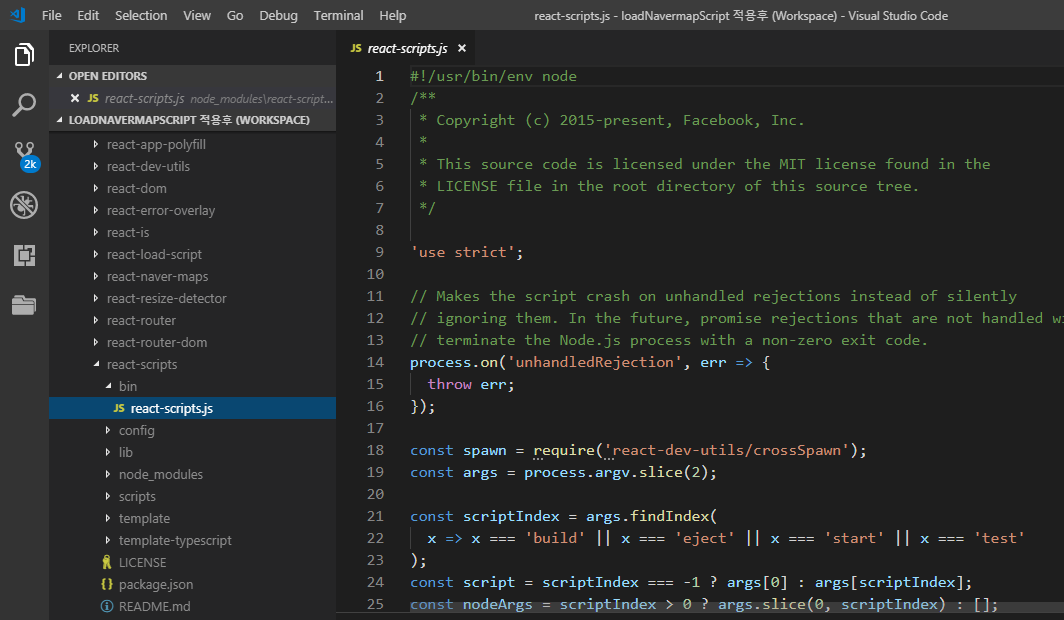 File Edit Selection View Go Debug Terminal Help react-scripts.js - loadNavermapScript 적용후 (Workspace) - Visual Studio Code
EXPLORER
OPEN EDITORS
JS react-scripts.js node_modules\react-script...
LOADNAVERMAPSCRIPT 적용후 (WORKSPACE)
2k
react-app-polyfill
react-dev-utils
react-dom
react-error-overlay
react-is
react-load-script
react-naver-maps
react-resize-detector
react-router
react-router-dom
react-scripts
bin
JS react-scripts.js
config
lib
node_modules
scripts
template
template-typescript
LICENSE
{} package.json
README.md
JS react-scripts.js ×
1 #!/usr/bin/env node
2 /**
3 * Copyright (c) 2015-present, Facebook, Inc.
4 *
5 * This source code is licensed under the MIT license found in the
6 * LICENSE file in the root directory of this source tree.
7 */
8
9 'use strict';
10
11 // Makes the script crash on unhandled rejections instead of silently
12 // ignoring them. In the future, promise rejections that are not handled wi
13 // terminate the Node.js process with a non-zero exit code.
14 process.on('unhandledRejection', err => {
15 throw err;
16 });
17
18 const spawn = require('react-dev-utils/crossSpawn');
19 const args = process.argv.slice(2);
20
21 const scriptIndex = args.findIndex(
22 x => x === 'build' || x === 'eject' || x === 'start' || x === 'test'
23 );
24 const script = scriptIndex === -1 ? args[0] : args[scriptIndex];
25 const nodeArgs = scriptIndex > 0 ? args.slice(0, scriptIndex) : [];